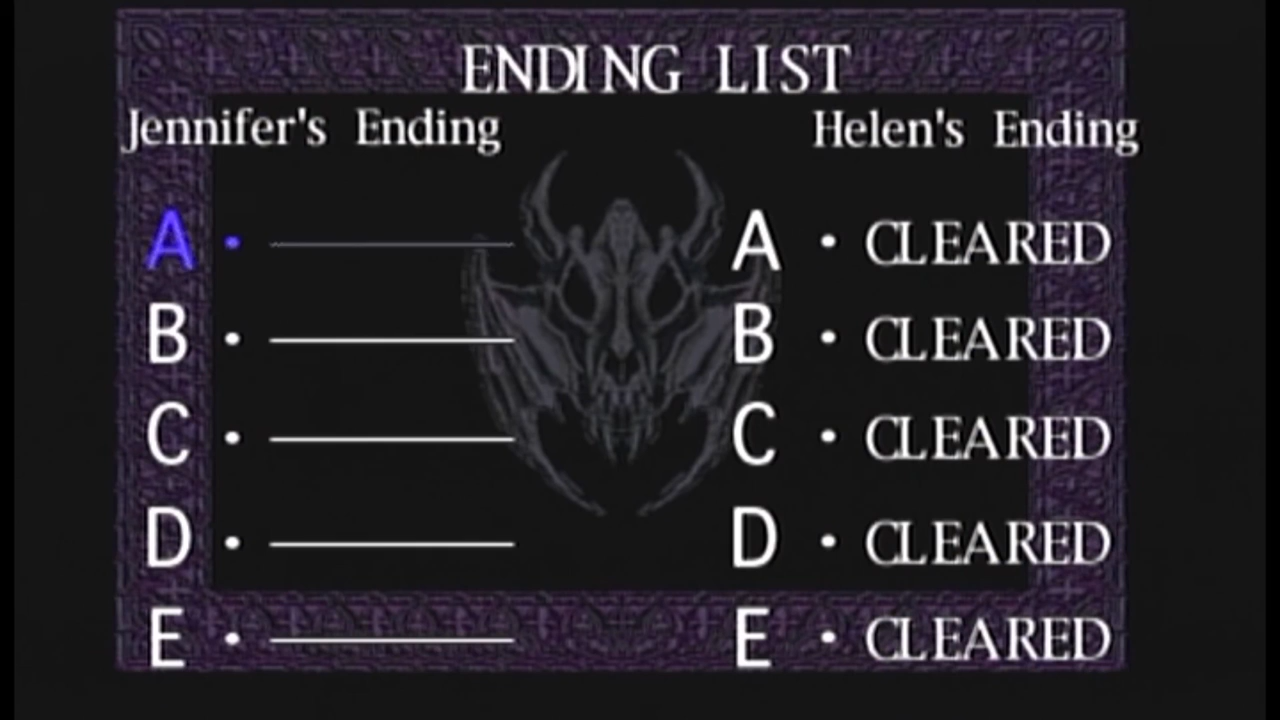 ENDING LIST
Jennifer's Ending Helen's Ending
A • A • CLEARED
B • B • CLEARED
C • C • CLEARED
D • D • CLEARED
E • E • CLEARED